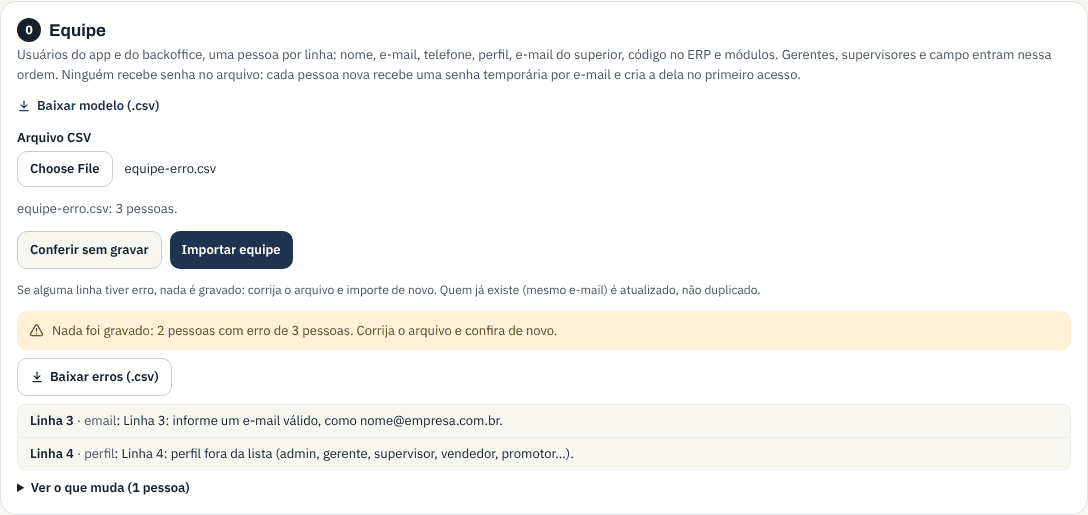 0 Equipe
Usuários do app e do backoffice, uma pessoa por linha: nome, e-mail, telefone, perfil, e-mail do superior, código no ERP e módulos. Gerentes, supervisores e campo entram nessa
ordem. Ninguém recebe senha no arquivo: cada pessoa nova recebe uma senha temporária por e-mail e cria a dela no primeiro acesso.
Baixar modelo (.csv)
Arquivo CSV
Choose File equipe-erro.csv
equipe-erro.csv: 3 pessoas.
Conferir sem gravar Importar equipe
Se alguma linha tiver erro, nada é gravado: corrija o arquivo e importe de novo. Quem já existe (mesmo e-mail) é atualizado, não duplicado.
Nada foi gravado: 2 pessoas com erro de 3 pessoas. Corrija o arquivo e confira de novo.
Baixar erros (.csv)
Linha 3 · email: Linha 3: informe um e-mail válido, como nome@empresa.com.br.
Linha 4 · perfil: Linha 4: perfil fora da lista (admin, gerente, supervisor, vendedor, promotor...).
Ver o que muda (1 pessoa)